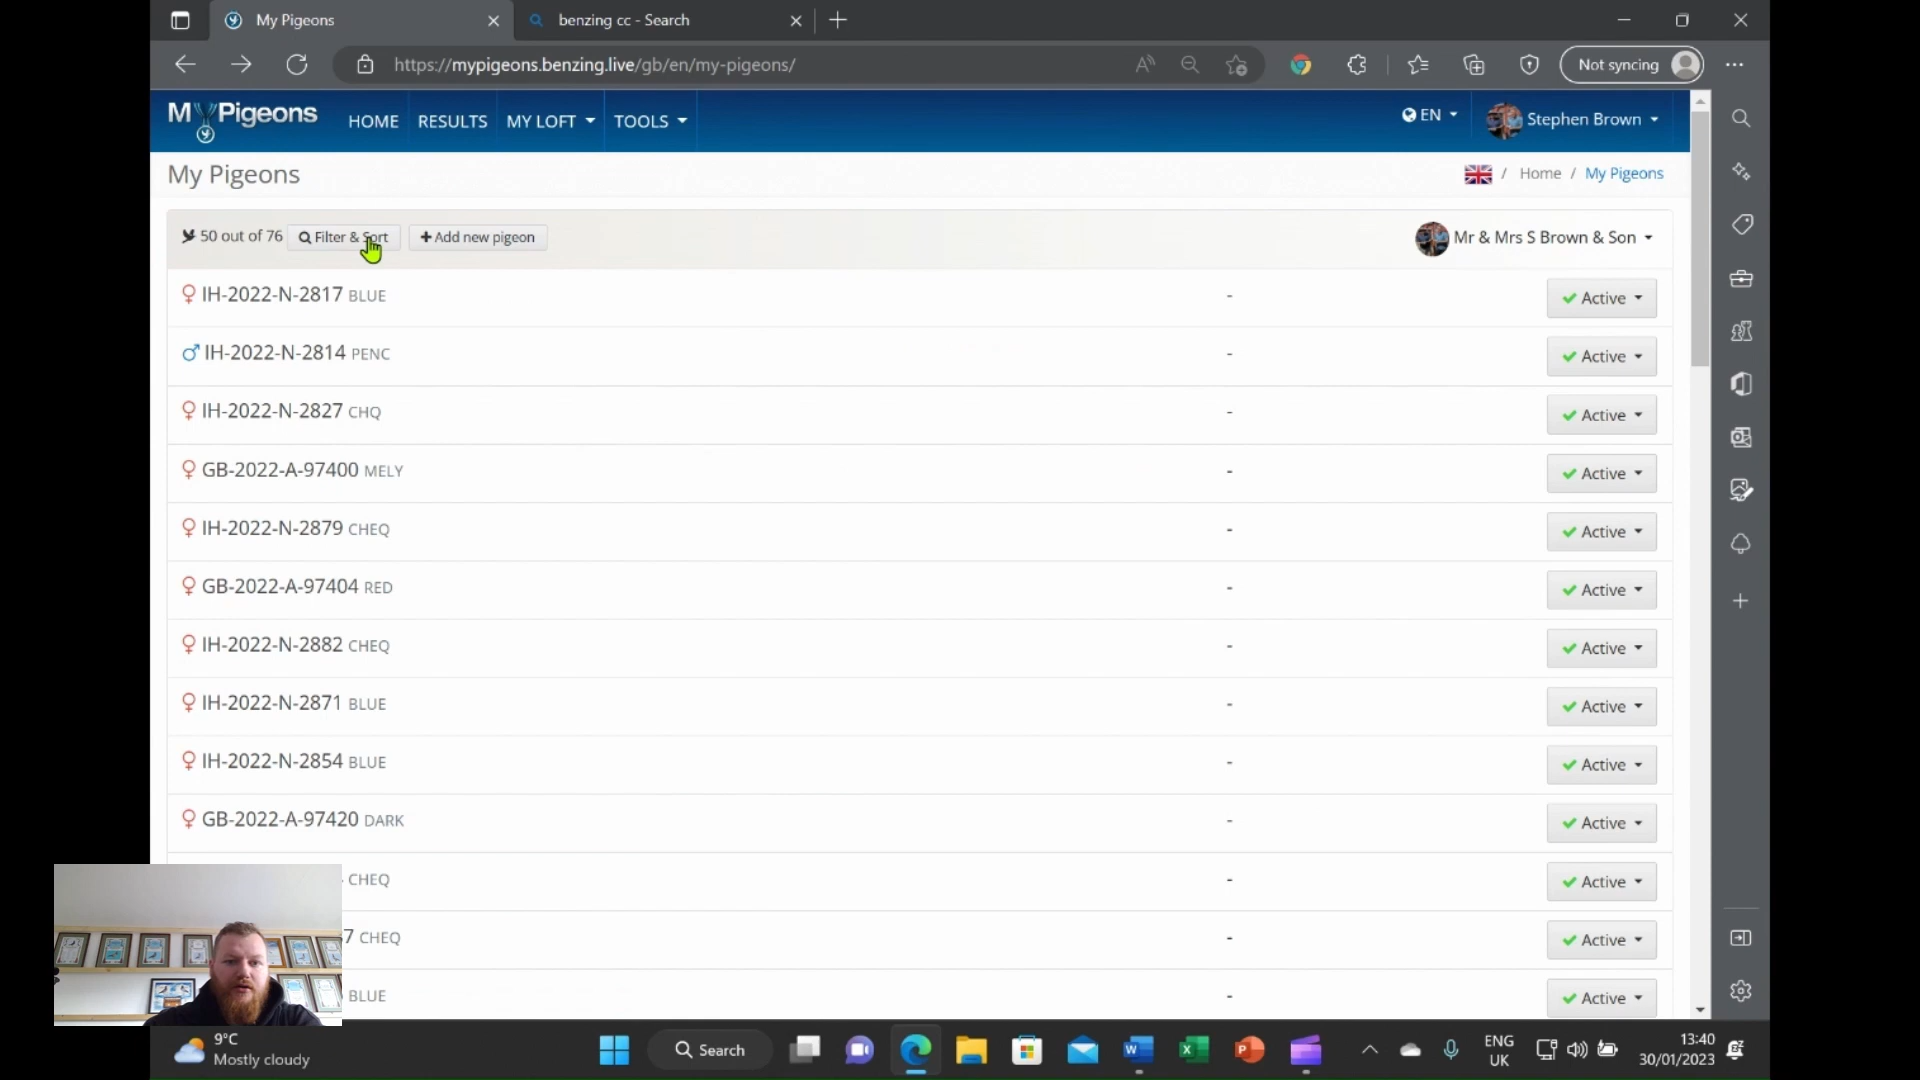 My Pigeons
benzing cc - Search
https://mypigeons.benzing.live/gb/en/my-pigeons/
Not syncing
MyPigeons
HOME
RESULTS
MY LOFT
TOOLS
EN
Stephen Brown
My Pigeons
/ Home / My Pigeons
50 out of 76
Filter & Sort
Add new pigeon
Mr & Mrs S Brown & Son
IH-2022-N-2817 BLUE - Active
IH-2022-N-2814 PENC - Active
IH-2022-N-2827 CHQ - Active
GB-2022-A-97400 MELY - Active
IH-2022-N-2879 CHEQ - Active
GB-2022-A-97404 RED - Active
IH-2022-N-2882 CHEQ - Active
IH-2022-N-2871 BLUE - Active
IH-2022-N-2854 BLUE - Active
GB-2022-A-97420 DARK - Active
CHEQ - Active
7 CHEQ - Active
BLUE - Active
9°C
Mostly cloudy
Search
ENG
UK
13:40
30/01/2023